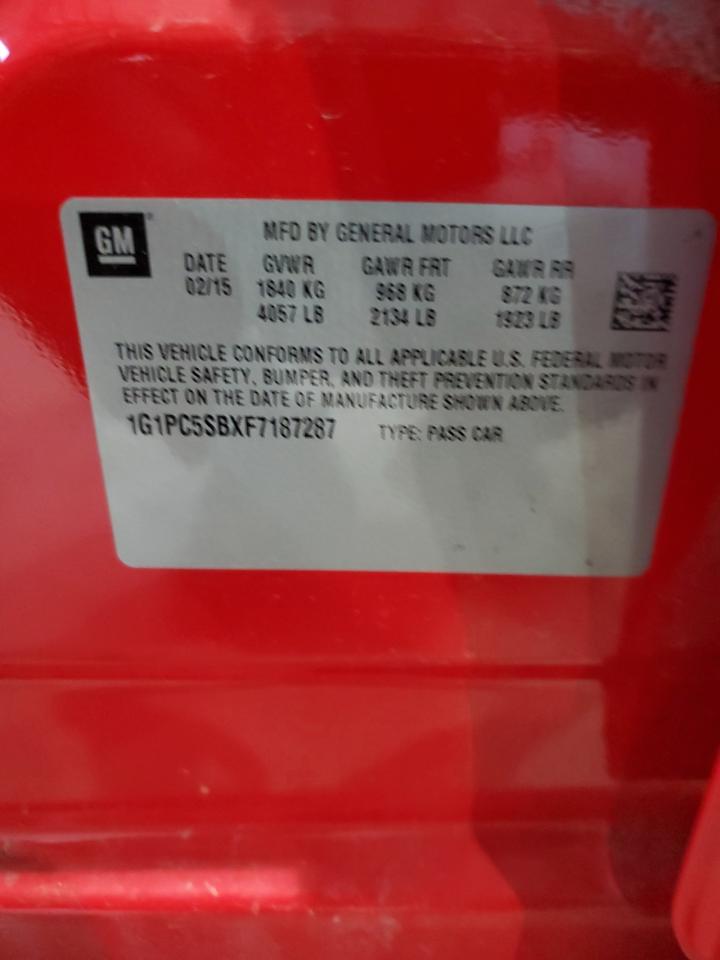 GM
MFD BY GENERAL MOTORS LLC
DATE GVWR GAWR FRT GAWR RR
02/15 1840 KG 968 KG 872 KG
4057 LB 2134 LB 1923 LB
THIS VEHICLE CONFORMS TO ALL APPLICABLE U.S. FEDERAL MOTOR
VEHICLE SAFETY, BUMPER, AND THEFT PREVENTION STANDARDS IN
EFFECT ON THE DATE OF MANUFACTURE SHOWN ABOVE.
1G1PC5SBXF7187287 TYPE: PASS CAR